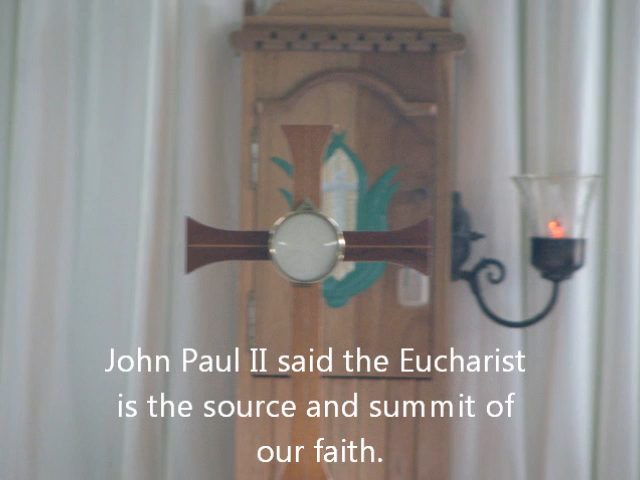 John Paul II said the Eucharist
is the source and summit of
our faith.